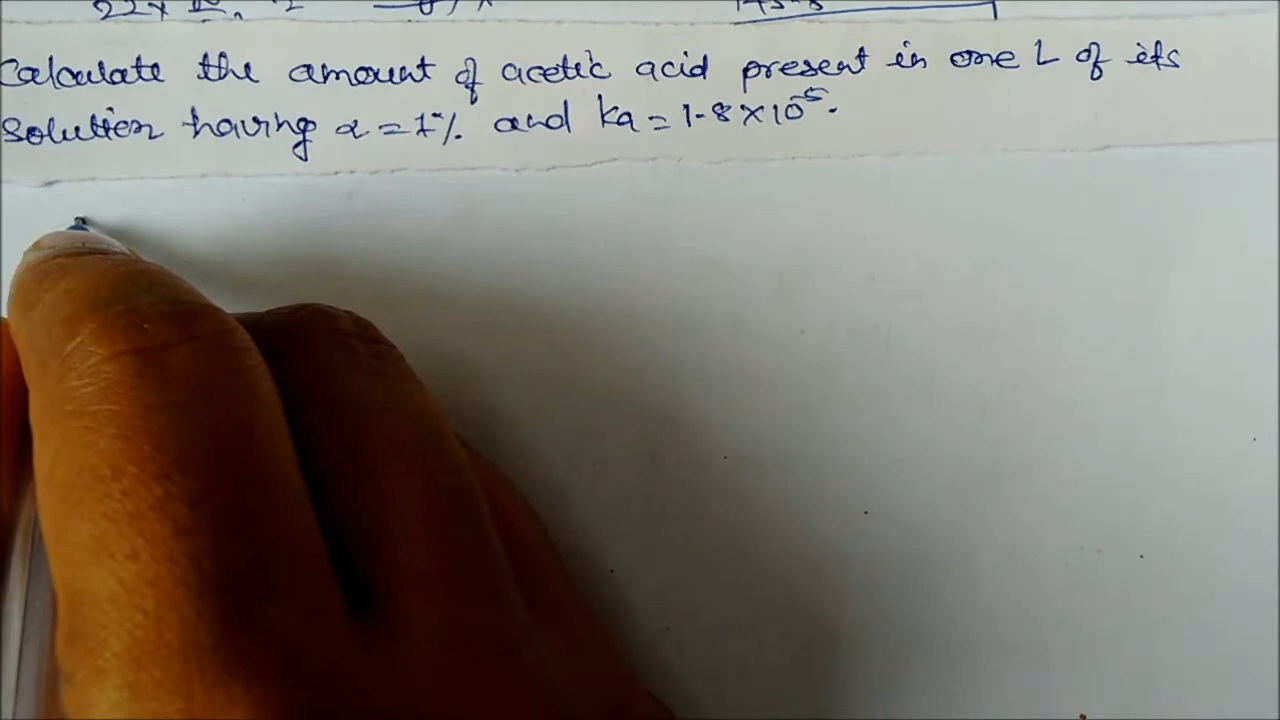 Calculate the amount of acetic acid present in one L of its
solution having α = 1% and ka = 1.8 × 10⁻⁵.